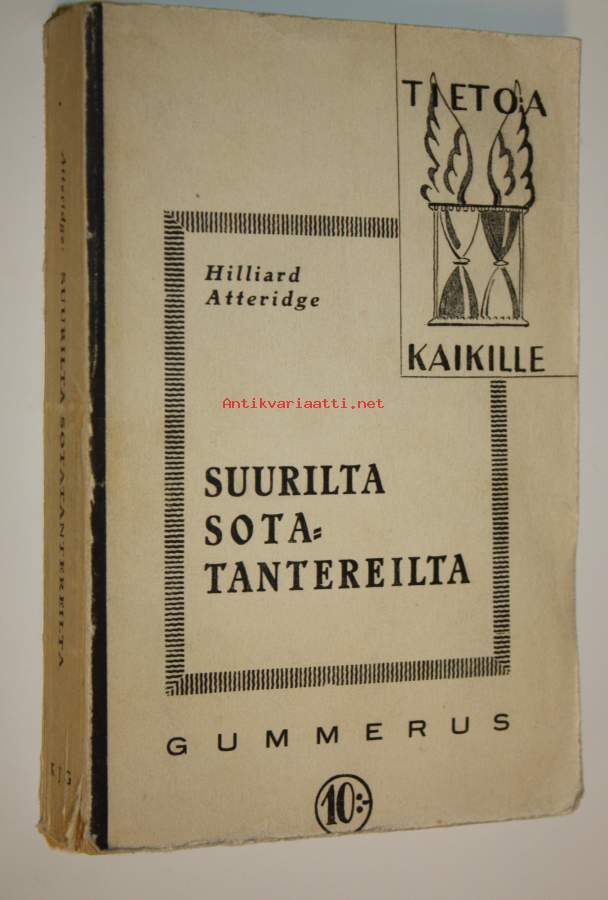 TIETOA
KAIKILLE
Hilliard
Atteridge
Antikvariaatti.net
SUURILTA
SOTA=
TANTEREILTA
GUMMERUS
10:-
Atteridge: SUURILTA SOTATANTEREILTA